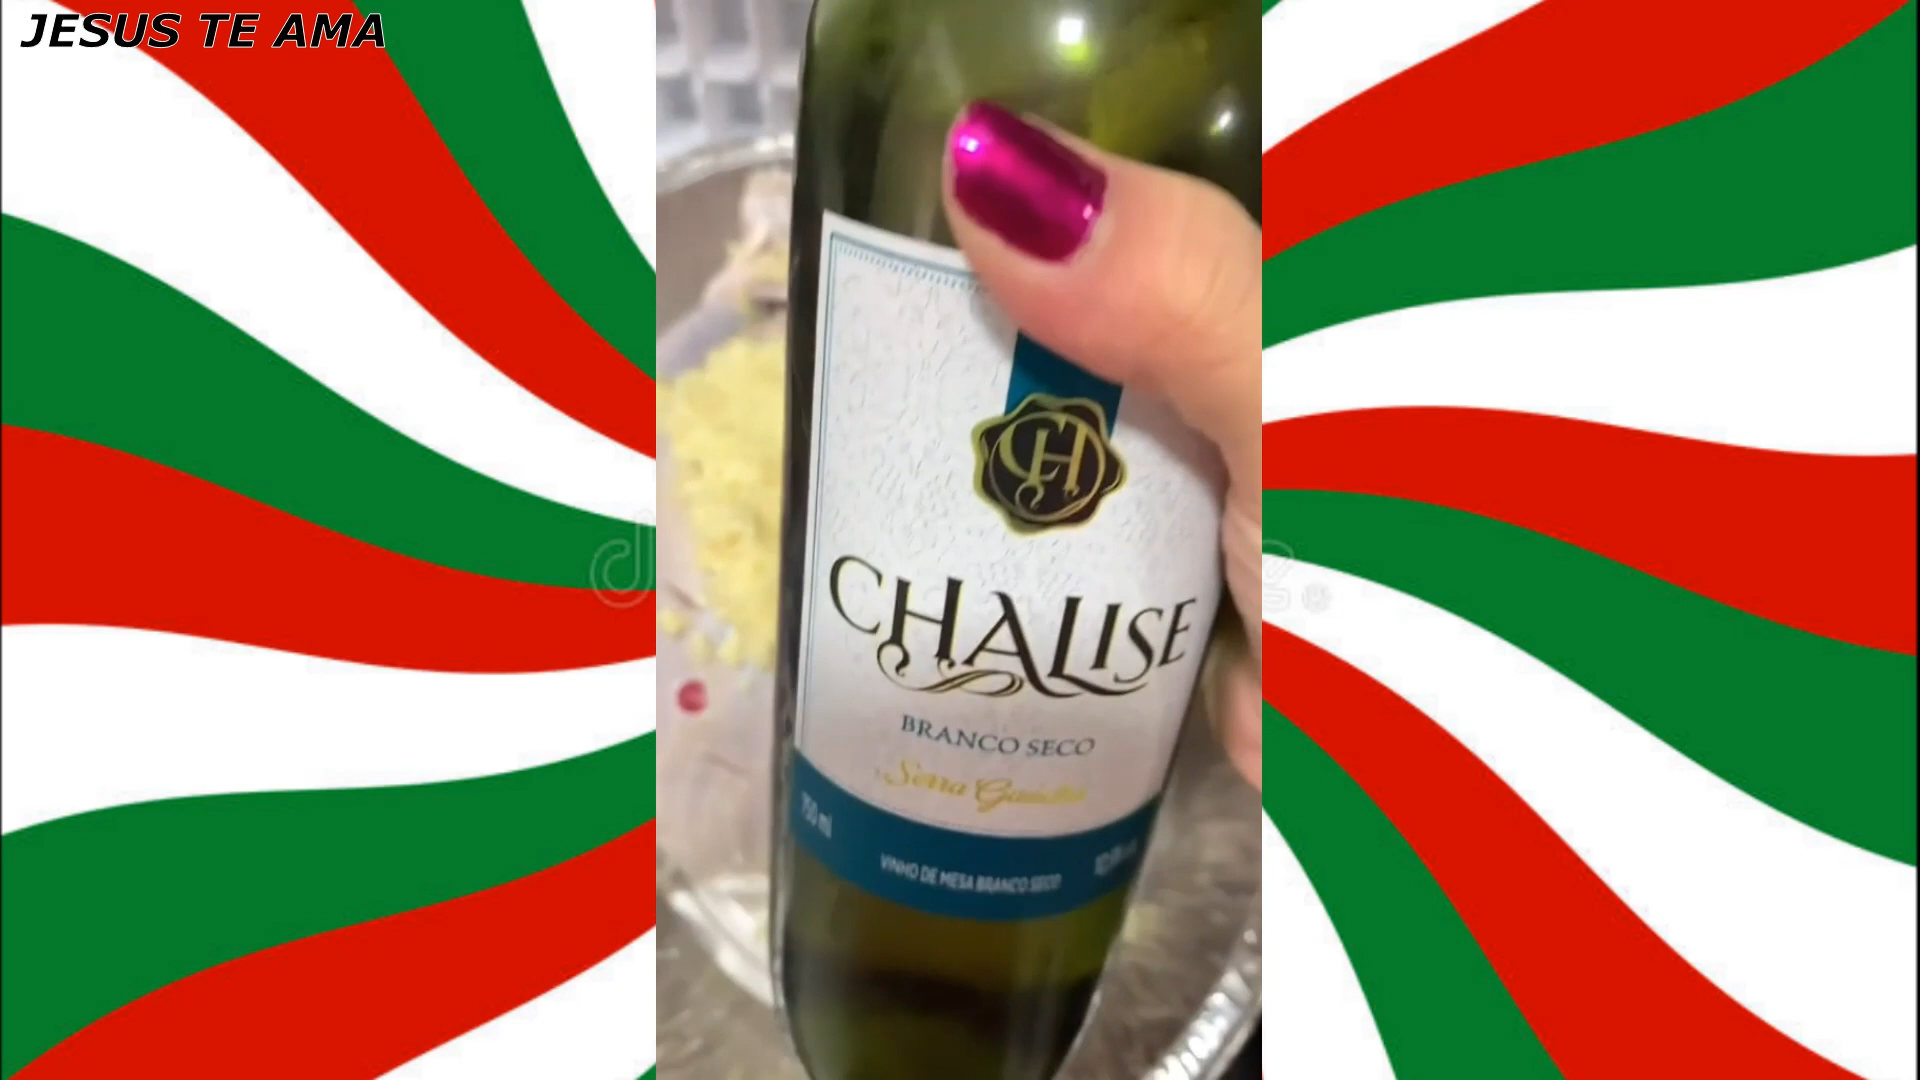 JESUS TE AMA
CH
CHALISE
BRANCO SECO
Serra Gaúcha
750 ml
VINHO DE MESA BRANCO SECO